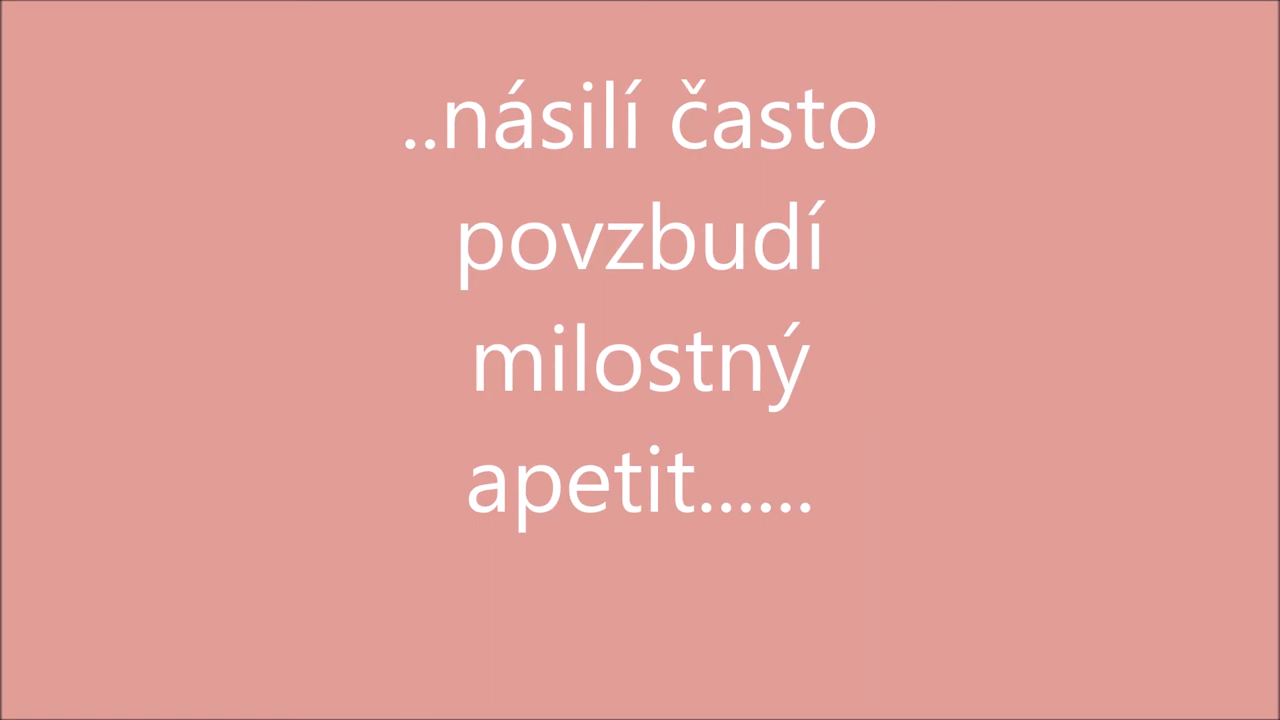 ..násilí často
povzbudí
milostný
apetit......